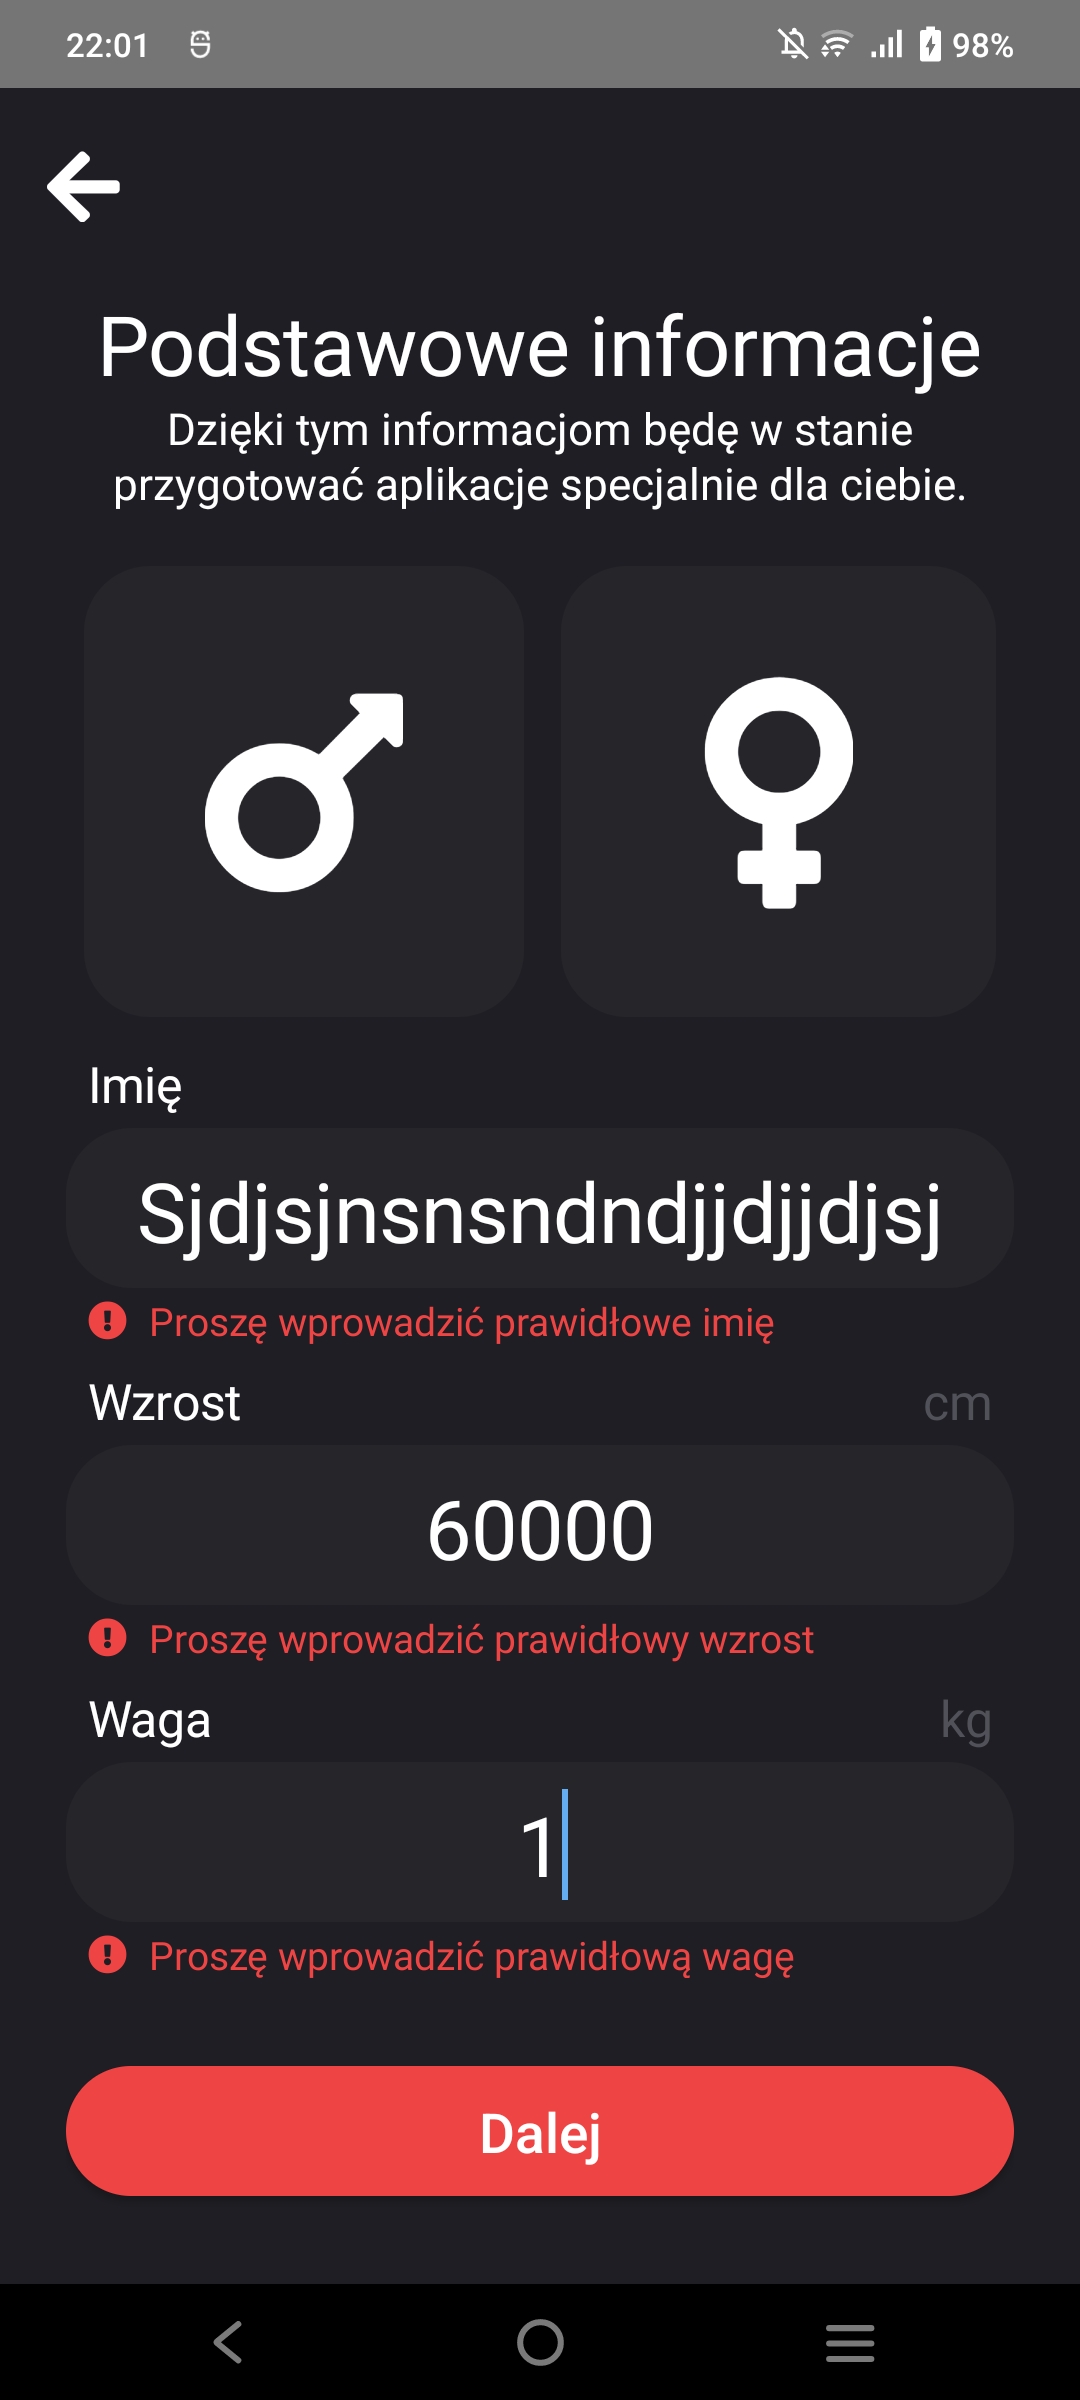 22:01
98%
Podstawowe informacje
Dzięki tym informacjom będę w stanie
przygotować aplikacje specjalnie dla ciebie.
Imię
Sjdjsjnsnsndndjjdjjdjsj
Proszę wprowadzić prawidłowe imię
Wzrost cm
60000
Proszę wprowadzić prawidłowy wzrost
Waga kg
1
Proszę wprowadzić prawidłową wagę
Dalej